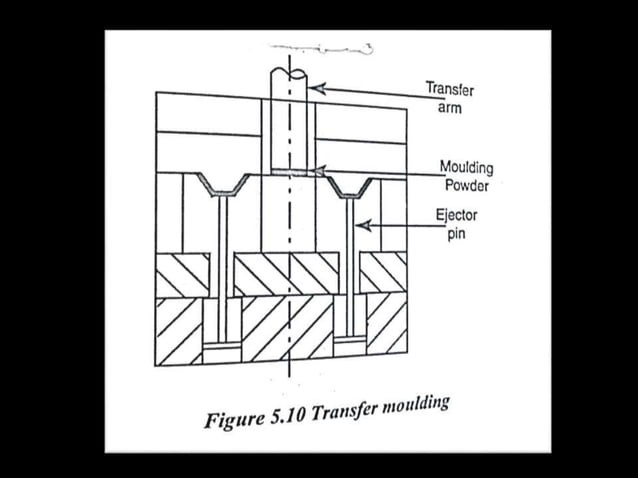 Transfer
arm
Moulding
Powder
Ejector
pin
Figure 5.10 Transfer moulding